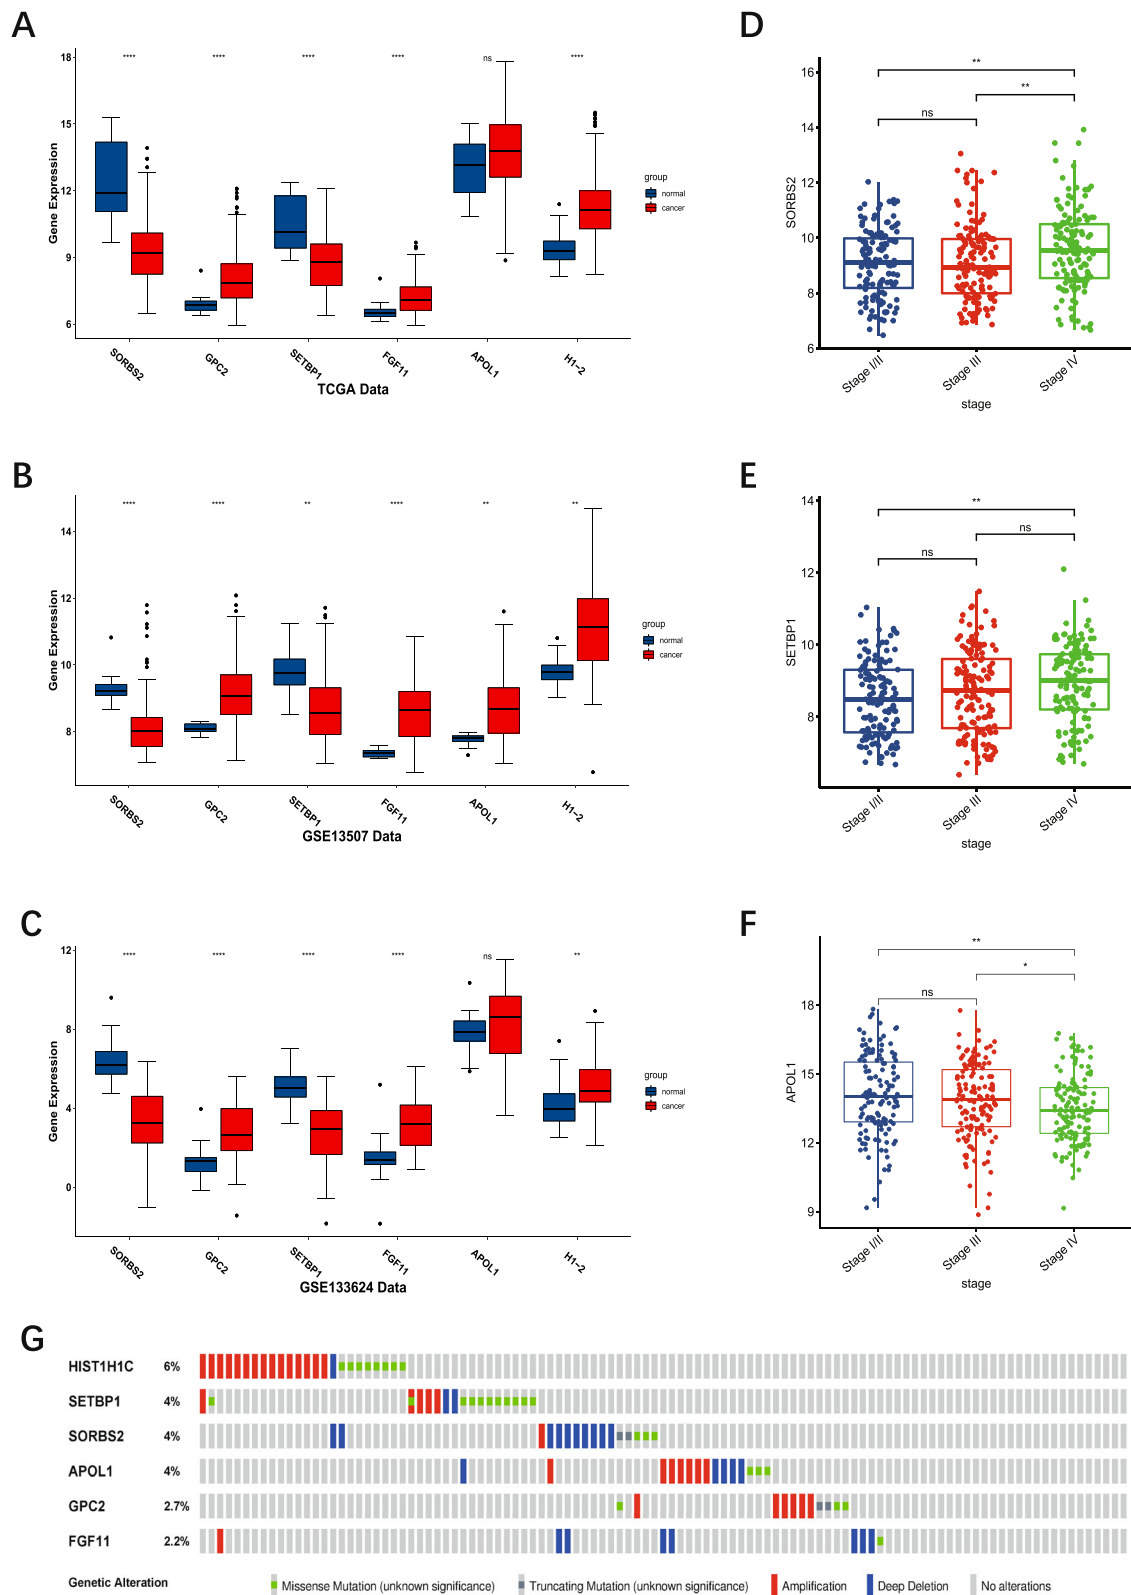 A
18
15
12
9
6
Gene Expression
**** **** **** **** ns ****
group
normal
cancer
SORBS2 GPC2 SETBP1 FGF11 APOL1 H1-2
TCGA Data
D
16
14
12
10
8
6
SORBS2
**
**
ns
Stage I/II Stage III Stage IV
stage
B
14
12
10
8
Gene Expression
**** **** ** **** ** **
group
normal
cancer
SORBS2 GPC2 SETBP1 FGF11 APOL1 H1-2
GSE13507 Data
E
14
12
10
8
6
SETBP1
**
ns
ns
Stage I/II Stage III Stage IV
stage
C
12
8
4
0
Gene Expression
**** **** **** **** ns **
group
normal
cancer
SORBS2 GPC2 SETBP1 FGF11 APOL1 H1-2
GSE133624 Data
F
18
15
12
9
APOL1
**
*
ns
Stage I/II Stage III Stage IV
stage
G
HIST1H1C 6%
SETBP1 4%
SORBS2 4%
APOL1 4%
GPC2 2.7%
FGF11 2.2%
Genetic Alteration Missense Mutation (unknown significance) Truncating Mutation (unknown significance) Amplification Deep Deletion No alterations